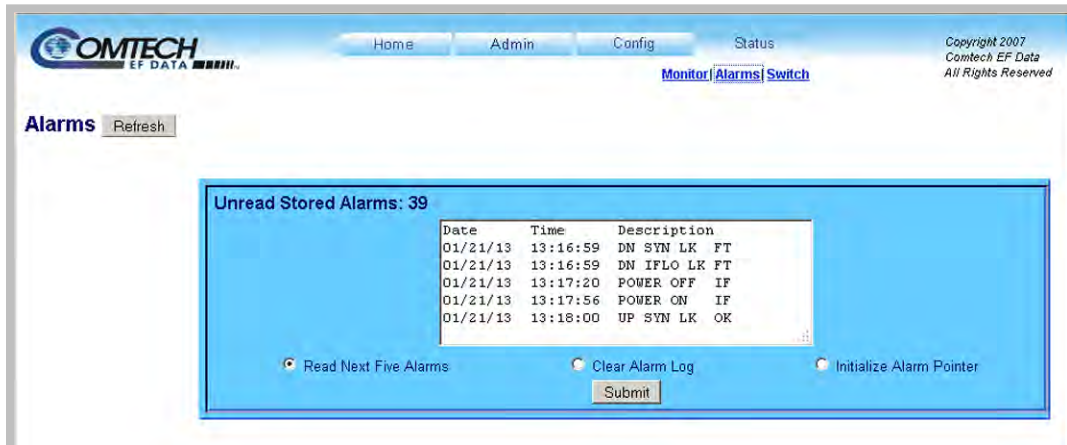 COMTECH
EF DATA
Home Admin Config Status
Monitor| Alarms| Switch
Copyright 2007
Comtech EF Data
All Rights Reserved
Alarms Refresh
Unread Stored Alarms: 39
Date Time Description
01/21/13 13:16:59 DN SYN LK FT
01/21/13 13:16:59 DN IFLO LK FT
01/21/13 13:17:20 POWER OFF IF
01/21/13 13:17:56 POWER ON IF
01/21/13 13:18:00 UP SYN LK OK
Read Next Five Alarms Clear Alarm Log Initialize Alarm Pointer
Submit